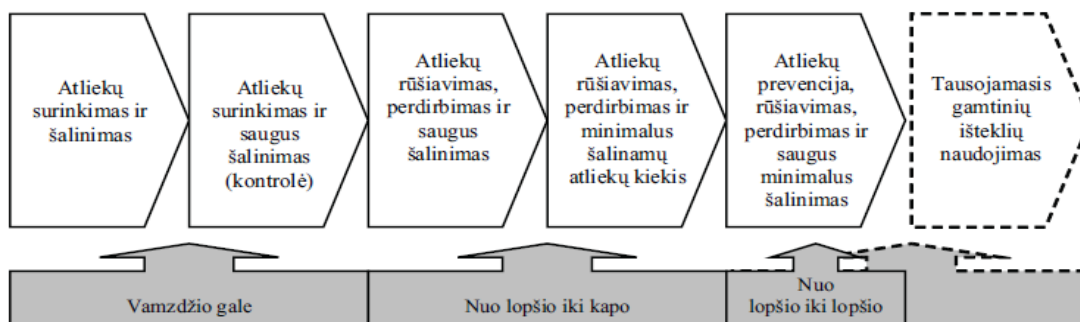 Atliekų
surinkimas ir
šalinimas
Atliekų
surinkimas ir
saugus
šalinimas
(kontrolė)
Atliekų
rūšiavimas,
perdirbimas ir
saugus
šalinimas
Atliekų
rūšiavimas,
perdirbimas ir
minimalus
šalinamų
atliekų kiekis
Atliekų
prevencija,
rūšiavimas,
perdirbimas ir
saugus
minimalus
šalinimas
Tausojamasis
gamtinių
išteklių
naudojimas
Vamzdžio gale
Nuo lopšio iki kapo
Nuo
lopšio iki lopšio